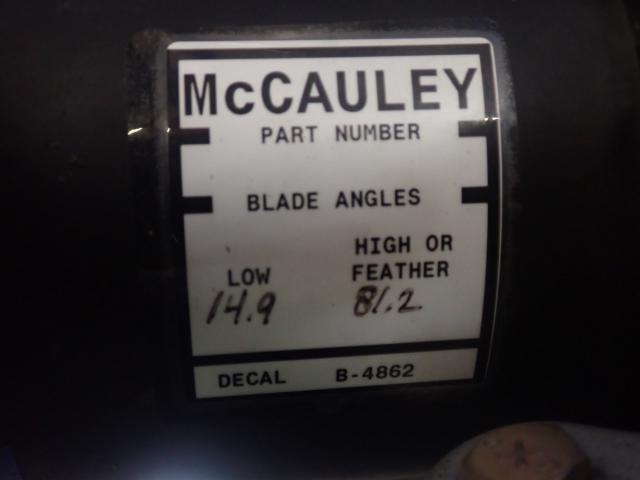 McCAULEY
PART NUMBER
BLADE ANGLES
LOW HIGH OR FEATHER
14.9 81.2
DECAL B-4862